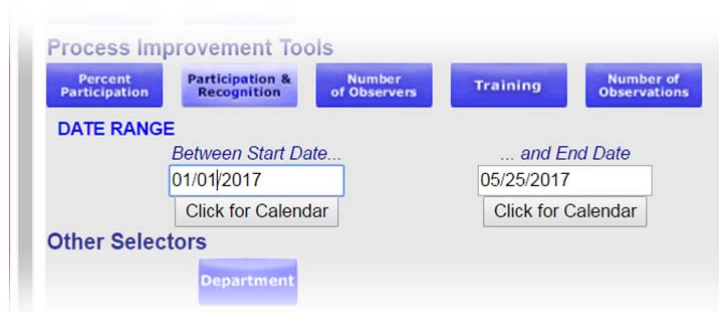 Process Improvement Tools
Percent Participation
Participation & Recognition
Number of Observers
Training
Number of Observations
DATE RANGE
Between Start Date...
... and End Date
01/01/2017
05/25/2017
Click for Calendar
Click for Calendar
Other Selectors
Department